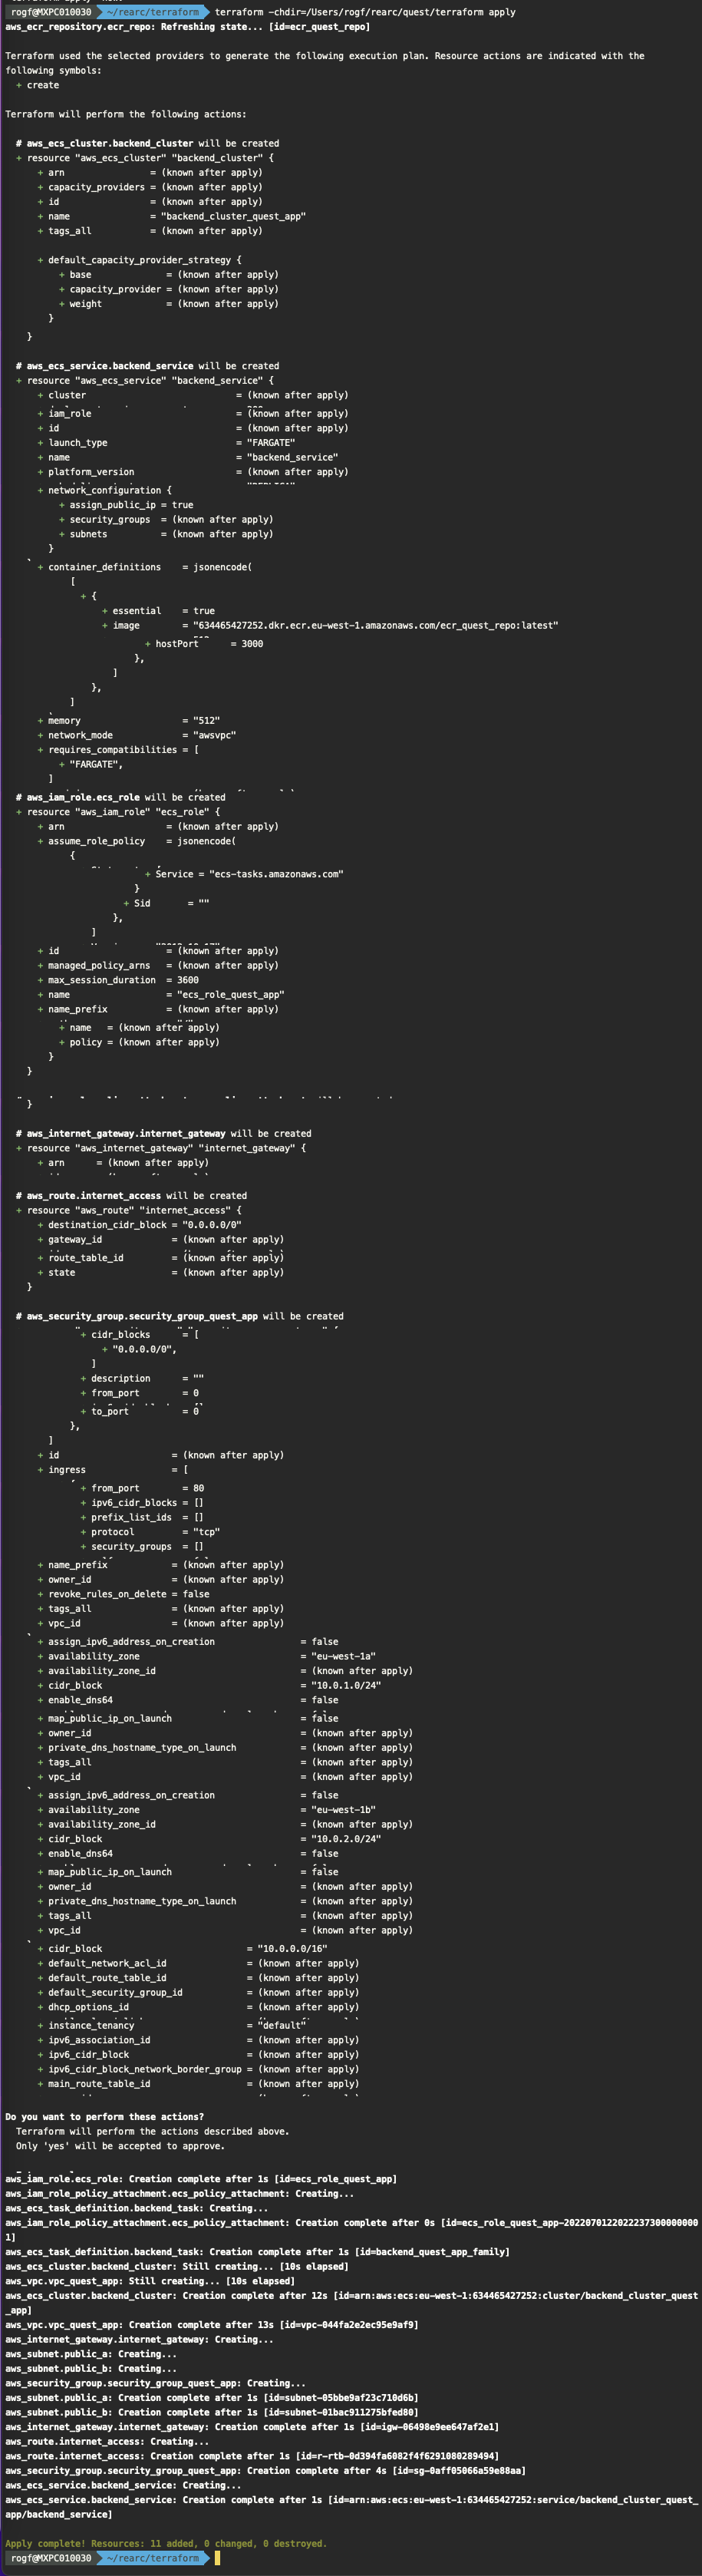 rogf@MXPC010030 ~/rearc/terraform terraform -chdir=/Users/rogf/rearc/quest/terraform apply
aws_ecr_repository.ecr_repo: Refreshing state... [id=ecr_quest_repo]
Terraform used the selected providers to generate the following execution plan. Resource actions are indicated with the
following symbols:
+ create
Terraform will perform the following actions:
# aws_ecs_cluster.backend_cluster will be created
+ resource "aws_ecs_cluster" "backend_cluster" {
+ arn = (known after apply)
+ capacity_providers = (known after apply)
+ id = (known after apply)
+ name = "backend_cluster_quest_app"
+ tags_all = (known after apply)
+ default_capacity_provider_strategy {
+ base = (known after apply)
+ capacity_provider = (known after apply)
+ weight = (known after apply)
}
}
# aws_ecs_service.backend_service will be created
+ resource "aws_ecs_service" "backend_service" {
+ cluster = (known after apply)
+ iam_role = (known after apply)
+ id = (known after apply)
+ launch_type = "FARGATE"
+ name = "backend_service"
+ platform_version = (known after apply)
+ network_configuration {
+ assign_public_ip = true
+ security_groups = (known after apply)
+ subnets = (known after apply)
}
+ container_definitions = jsonencode(
[
+ {
+ essential = true
+ image = "634465427252.dkr.ecr.eu-west-1.amazonaws.com/ecr_quest_repo:latest"
+ hostPort = 3000
},
]
},
]
+ memory = "512"
+ network_mode = "awsvpc"
+ requires_compatibilities = [
+ "FARGATE",
]
# aws_iam_role.ecs_role will be created
+ resource "aws_iam_role" "ecs_role" {
+ arn = (known after apply)
+ assume_role_policy = jsonencode(
{
+ Service = "ecs-tasks.amazonaws.com"
}
+ Sid = ""
},
]
+ id = (known after apply)
+ managed_policy_arns = (known after apply)
+ max_session_duration = 3600
+ name = "ecs_role_quest_app"
+ name_prefix = (known after apply)
+ name = (known after apply)
+ policy = (known after apply)
}
}
}
# aws_internet_gateway.internet_gateway will be created
+ resource "aws_internet_gateway" "internet_gateway" {
+ arn = (known after apply)
# aws_route.internet_access will be created
+ resource "aws_route" "internet_access" {
+ destination_cidr_block = "0.0.0.0/0"
+ gateway_id = (known after apply)
+ route_table_id = (known after apply)
+ state = (known after apply)
}
# aws_security_group.security_group_quest_app will be created
+ cidr_blocks = [
+ "0.0.0.0/0",
]
+ description = ""
+ from_port = 0
+ to_port = 0
},
]
+ id = (known after apply)
+ ingress = [
+ from_port = 80
+ ipv6_cidr_blocks = []
+ prefix_list_ids = []
+ protocol = "tcp"
+ security_groups = []
+ name_prefix = (known after apply)
+ owner_id = (known after apply)
+ revoke_rules_on_delete = false
+ tags_all = (known after apply)
+ vpc_id = (known after apply)
+ assign_ipv6_address_on_creation = false
+ availability_zone = "eu-west-1a"
+ availability_zone_id = (known after apply)
+ cidr_block = "10.0.1.0/24"
+ enable_dns64 = false
+ map_public_ip_on_launch = false
+ owner_id = (known after apply)
+ private_dns_hostname_type_on_launch = (known after apply)
+ tags_all = (known after apply)
+ vpc_id = (known after apply)
+ assign_ipv6_address_on_creation = false
+ availability_zone = "eu-west-1b"
+ availability_zone_id = (known after apply)
+ cidr_block = "10.0.2.0/24"
+ enable_dns64 = false
+ map_public_ip_on_launch = false
+ owner_id = (known after apply)
+ private_dns_hostname_type_on_launch = (known after apply)
+ tags_all = (known after apply)
+ vpc_id = (known after apply)
+ cidr_block = "10.0.0.0/16"
+ default_network_acl_id = (known after apply)
+ default_route_table_id = (known after apply)
+ default_security_group_id = (known after apply)
+ dhcp_options_id = (known after apply)
+ instance_tenancy = "default"
+ ipv6_association_id = (known after apply)
+ ipv6_cidr_block = (known after apply)
+ ipv6_cidr_block_network_border_group = (known after apply)
+ main_route_table_id = (known after apply)
Do you want to perform these actions?
Terraform will perform the actions described above.
Only 'yes' will be accepted to approve.
aws_iam_role.ecs_role: Creation complete after 1s [id=ecs_role_quest_app]
aws_iam_role_policy_attachment.ecs_policy_attachment: Creating...
aws_ecs_task_definition.backend_task: Creating...
aws_iam_role_policy_attachment.ecs_policy_attachment: Creation complete after 0s [id=ecs_role_quest_app-2022070122022237300000000
1]
aws_ecs_task_definition.backend_task: Creation complete after 1s [id=backend_quest_app_family]
aws_ecs_cluster.backend_cluster: Still creating... [10s elapsed]
aws_vpc.vpc_quest_app: Still creating... [10s elapsed]
aws_ecs_cluster.backend_cluster: Creation complete after 12s [id=arn:aws:ecs:eu-west-1:634465427252:cluster/backend_cluster_quest
_app]
aws_vpc.vpc_quest_app: Creation complete after 13s [id=vpc-044fa2e2ec95e9af9]
aws_internet_gateway.internet_gateway: Creating...
aws_subnet.public_a: Creating...
aws_subnet.public_b: Creating...
aws_security_group.security_group_quest_app: Creating...
aws_subnet.public_a: Creation complete after 1s [id=subnet-05bbe9af23c710d6b]
aws_subnet.public_b: Creation complete after 1s [id=subnet-01bac911275bfed80]
aws_internet_gateway.internet_gateway: Creation complete after 1s [id=igw-06498e9ee647af2e1]
aws_route.internet_access: Creating...
aws_route.internet_access: Creation complete after 1s [id=r-rtb-0d394fa6082f4f6291080289494]
aws_security_group.security_group_quest_app: Creation complete after 4s [id=sg-0aff05066a59e88aa]
aws_ecs_service.backend_service: Creating...
aws_ecs_service.backend_service: Creation complete after 1s [id=arn:aws:ecs:eu-west-1:634465427252:service/backend_cluster_quest_
app/backend_service]
Apply complete! Resources: 11 added, 0 changed, 0 destroyed.
rogf@MXPC010030 ~/rearc/terraform